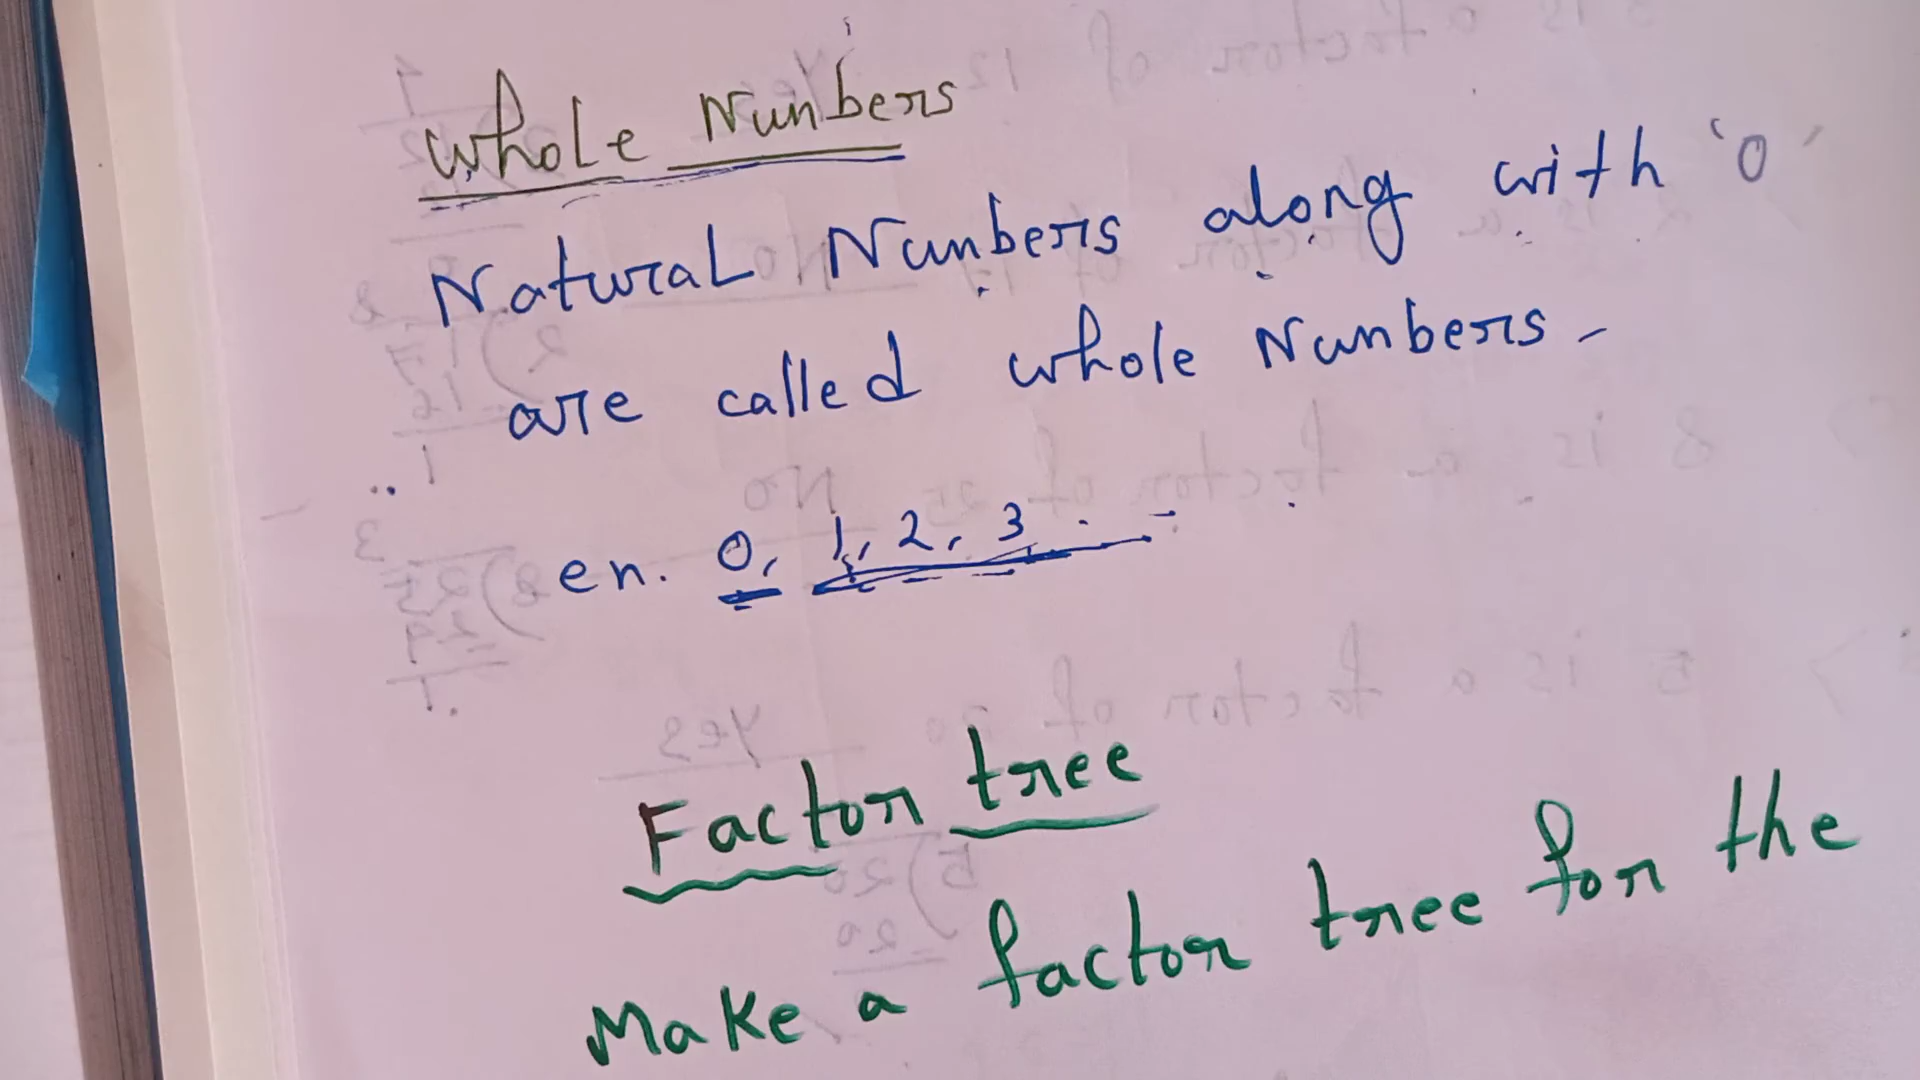 Whole Numbers
Natural Numbers along with '0'
are called whole Numbers.
en. 0, 1, 2, 3 . -
Factor tree
Make a factor tree for the